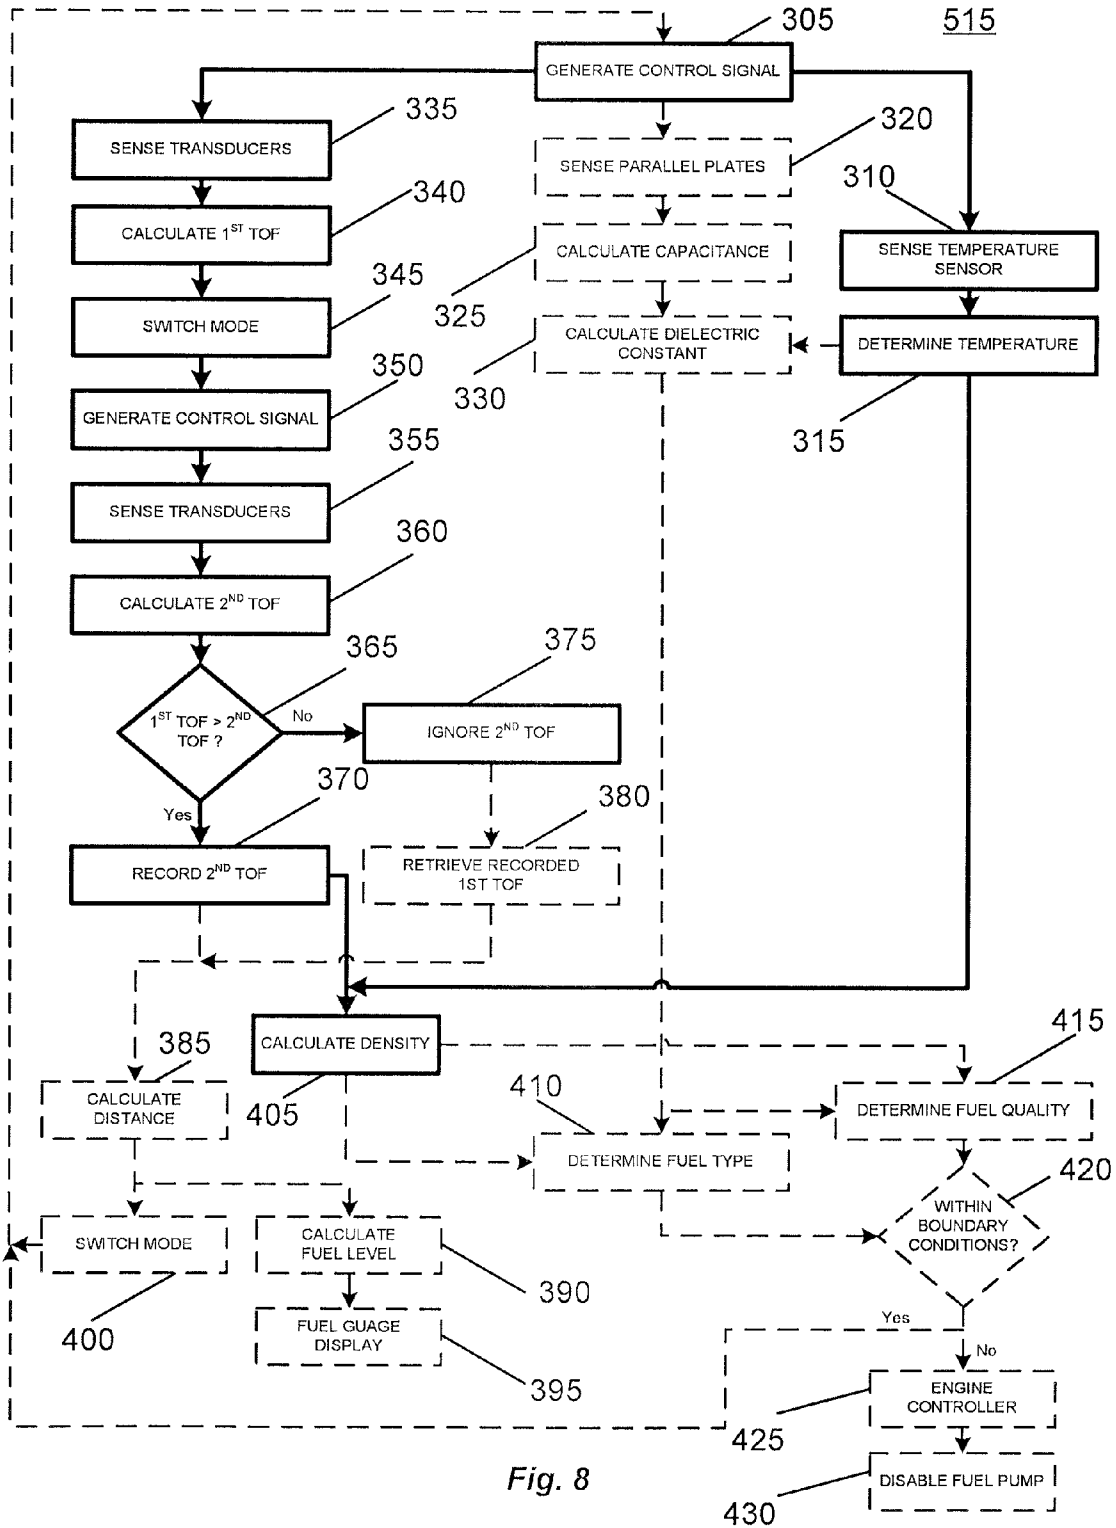 305
515
GENERATE CONTROL SIGNAL
335
SENSE TRANSDUCERS
320
SENSE PARALLEL PLATES
310
340
CALCULATE 1ST TOF
CALCULATE CAPACITANCE
SENSE TEMPERATURE
SENSOR
345
325
SWITCH MODE
CALCULATE DIELECTRIC
CONSTANT
DETERMINE TEMPERATURE
350
330
GENERATE CONTROL SIGNAL
315
355
SENSE TRANSDUCERS
360
CALCULATE 2ND TOF
365
375
1ST TOF > 2ND
TOF ?
No
IGNORE 2ND TOF
Yes
370
380
RECORD 2ND TOF
RETRIEVE RECORDED
1ST TOF
385
CALCULATE DENSITY
415
405
410
CALCULATE
DISTANCE
DETERMINE FUEL QUALITY
DETERMINE FUEL TYPE
420
WITHIN
BOUNDARY
CONDITIONS?
SWITCH MODE
CALCULATE
FUEL LEVEL
400
390
FUEL GUAGE
DISPLAY
395
Yes
No
ENGINE
CONTROLLER
425
DISABLE FUEL PUMP
430
Fig. 8